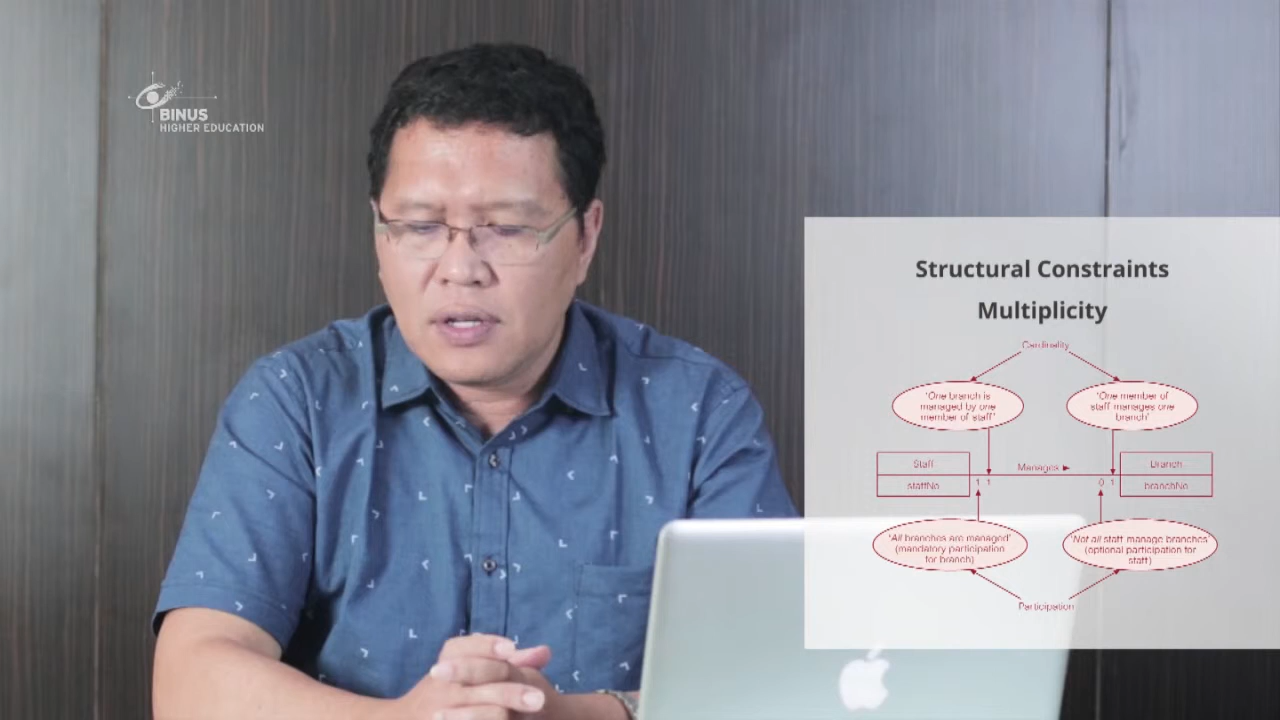 BINUS
HIGHER EDUCATION
Structural Constraints
Multiplicity
Cardinality
'One branch is
managed by one
member of staff'
'One member of
staff manages one
branch'
Staff
staffNo
Manages ►
1..1
0..1
Branch
branchNo
'All branches are managed'
(mandatory participation
for branch)
'Not all staff manage branches'
(optional participation for
staff)
Participation